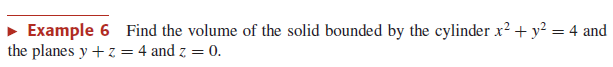 ► Example 6 Find the volume of the solid bounded by the cylinder x² + y² = 4 and
the planes y + z = 4 and z = 0.